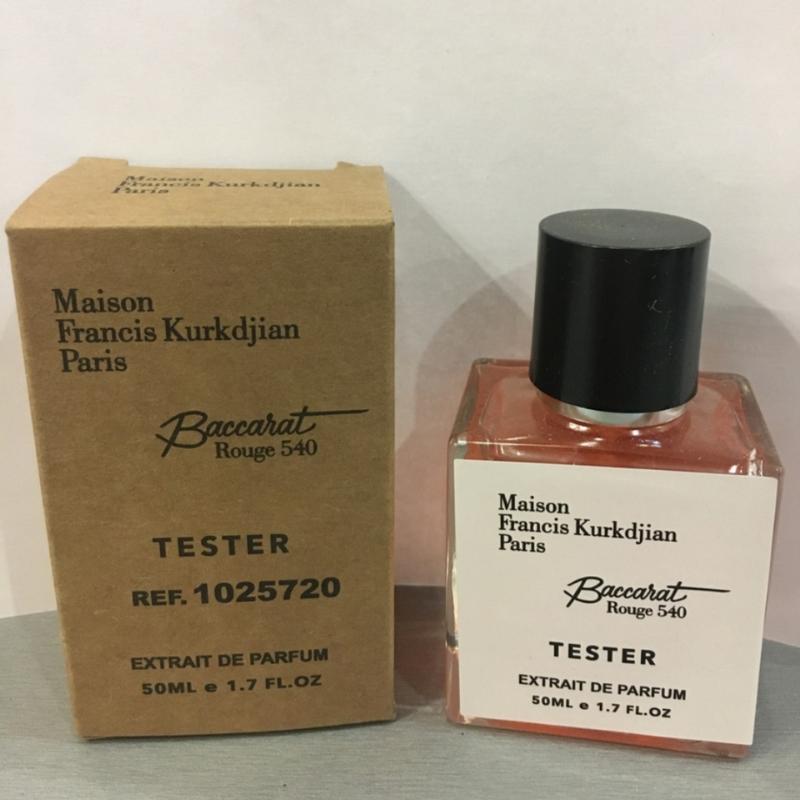 Maison
Francis Kurkdjian
Paris
Maison
Francis Kurkdjian
Paris
Baccarat
Rouge 540
TESTER
REF. 1025720
EXTRAIT DE PARFUM
50ML e 1.7 FL.OZ
Maison
Francis Kurkdjian
Paris
Baccarat
Rouge 540
TESTER
EXTRAIT DE PARFUM
50ML e 1.7 FL.OZ